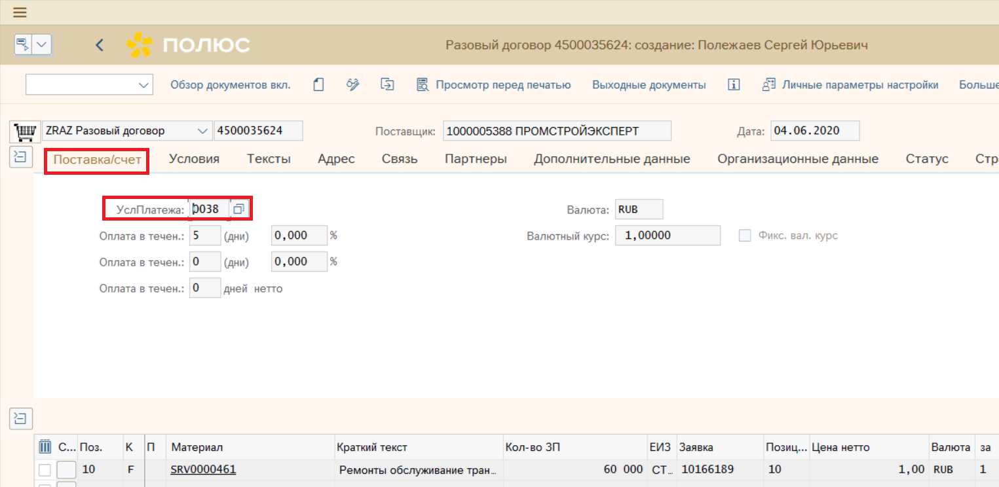 ПОЛЮС
Разовый договор 4500035624: создание: Полежаев Сергей Юрьевич
Обзор документов вкл. Просмотр перед печатью Выходные документы Личные параметры настройки Больше
ZRAZ Разовый договор 4500035624 Поставщик: 1000005388 ПРОМСТРОЙЭКСПЕРТ Дата: 04.06.2020
Поставка/счет Условия Тексты Адрес Связь Партнеры Дополнительные данные Организационные данные Статус Стр
УслПлатежа: 0038 Валюта: RUB
Оплата в течен.: 5 (дни) 0,000 % Валютный курс: 1,00000 Фикс. вал. курс
Оплата в течен.: 0 (дни) 0,000 %
Оплата в течен.: 0 дней нетто
С... Поз. К П Материал Краткий текст Кол-во ЗП ЕИЗ Заявка Позиц... Цена нетто Валюта за
10 F SRV0000461 Ремонты обслуживание тран... 60 000 СТ... 10166189 10 1,00 RUB 1